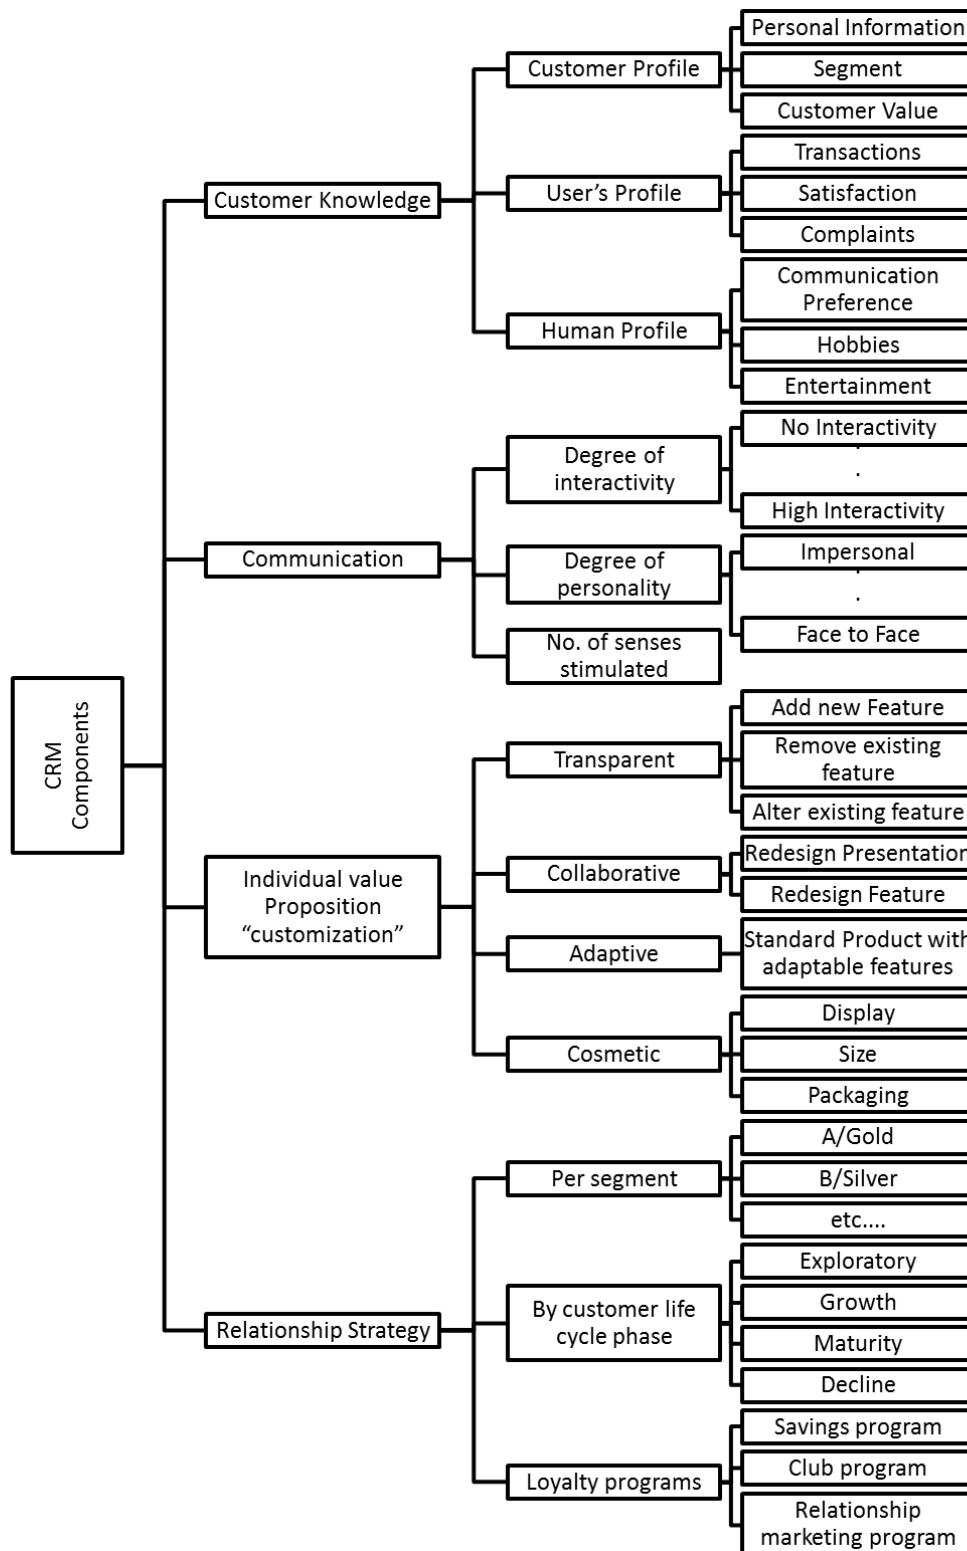 CRM
Components
Customer Knowledge
Customer Profile
Personal Information
Segment
Customer Value
User’s Profile
Transactions
Satisfaction
Complaints
Human Profile
Communication
Preference
Hobbies
Entertainment
Communication
Degree of
interactivity
No Interactivity
.
.
High Interactivity
Degree of
personality
Impersonal
.
.
Face to Face
No. of senses
stimulated
Individual value
Proposition
“customization”
Transparent
Add new Feature
Remove existing
feature
Alter existing feature
Collaborative
Redesign Presentation
Redesign Feature
Adaptive
Standard Product with
adaptable features
Cosmetic
Display
Size
Packaging
Relationship Strategy
Per segment
A/Gold
B/Silver
etc....
By customer life
cycle phase
Exploratory
Growth
Maturity
Decline
Loyalty programs
Savings program
Club program
Relationship
marketing program